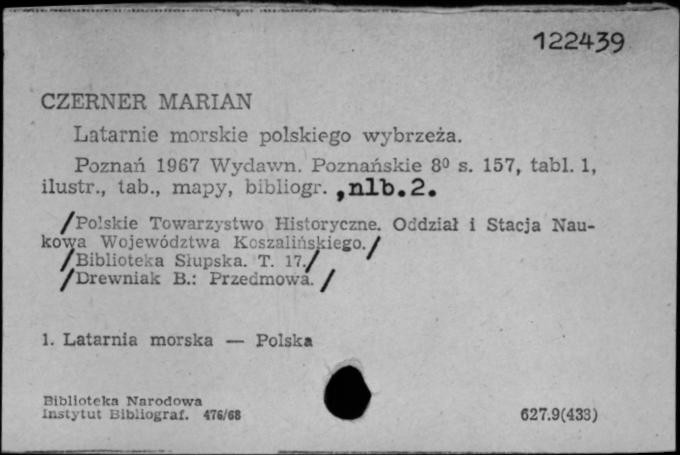 122439
CZERNER MARIAN
Latarnie morskie polskiego wybrzeża.
Poznań 1967 Wydawn. Poznańskie 8⁰ s. 157, tabl. 1,
ilustr., tab., mapy, bibliogr. ,nlb.2.
/Polskie Towarzystwo Historyczne. Oddział i Stacja Nau-
kowa Województwa Koszalińskiego./
/Biblioteka Słupska. T. 17./
/Drewniak B.: Przedmowa. /
1. Latarnia morska — Polska
Biblioteka Narodowa
Instytut Bibliograf. 476/68
627.9(433)